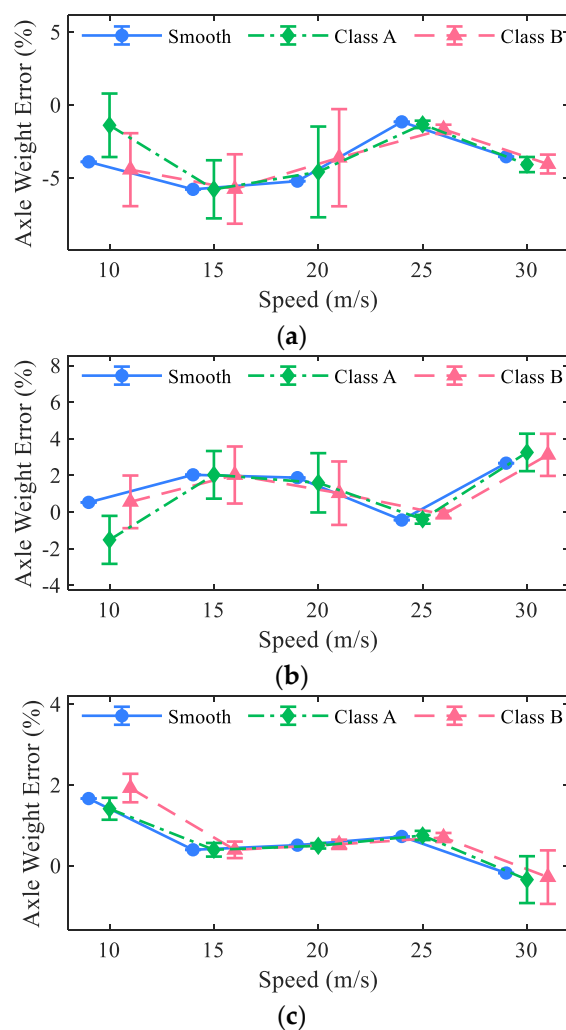 5
Smooth Class A Class B
0
-5
Axle Weight Error (%)
10 15 20 25 30
Speed (m/s)
(a)
8
Smooth Class A Class B
6
4
2
0
-2
-4
Axle Weight Error (%)
10 15 20 25 30
Speed (m/s)
(b)
4
Smooth Class A Class B
2
0
Axle Weight Error (%)
10 15 20 25 30
Speed (m/s)
(c)